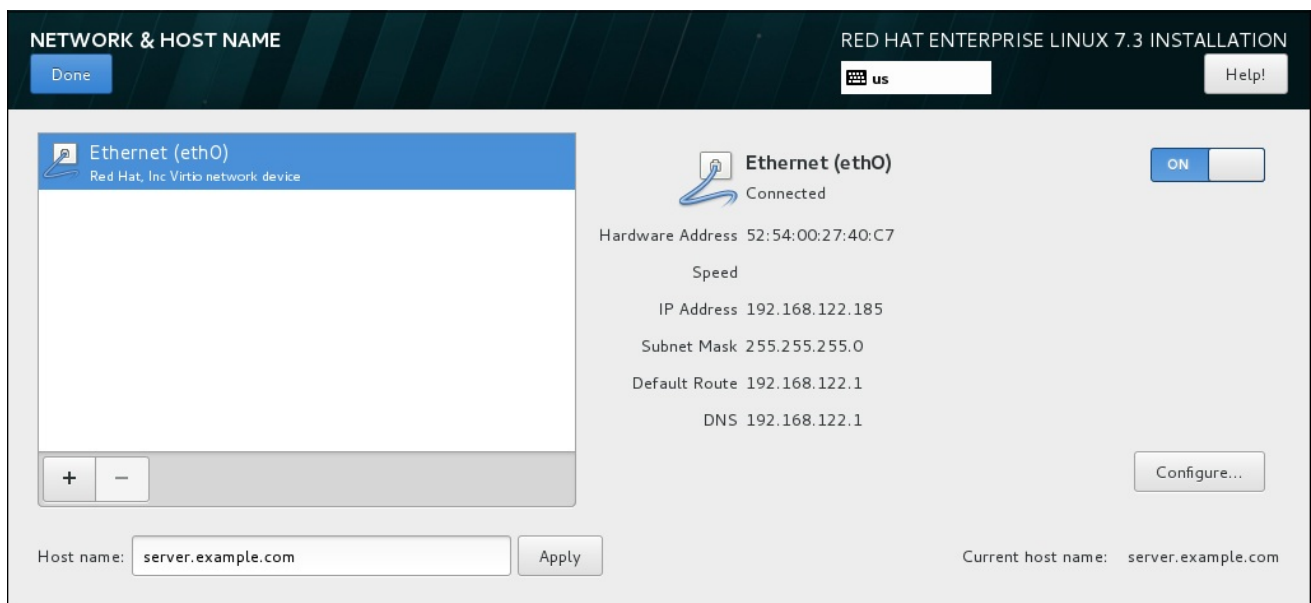 NETWORK & HOST NAME
Done
RED HAT ENTERPRISE LINUX 7.3 INSTALLATION
us
Help!
Ethernet (eth0)
Red Hat, Inc Virtio network device
Ethernet (eth0)
Connected
ON
Hardware Address 52:54:00:27:40:C7
Speed
IP Address 192.168.122.185
Subnet Mask 255.255.255.0
Default Route 192.168.122.1
DNS 192.168.122.1
+ −
Configure...
Host name: server.example.com Apply
Current host name: server.example.com